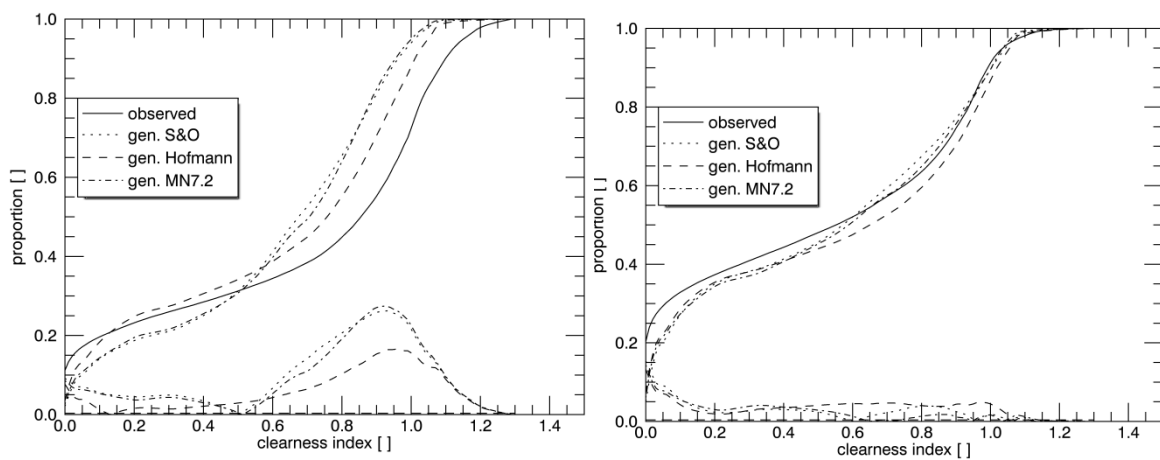 1.0
0.8
0.6
0.4
0.2
0.0
proportion [ ]
observed
gen. S&O
gen. Hofmann
gen. MN7.2
0.0 0.2 0.4 0.6 0.8 1.0 1.2 1.4
clearness index [ ]
1.0
0.8
0.6
0.4
0.2
0.0
proportion [ ]
observed
gen. S&O
gen. Hofmann
gen. MN7.2
0.0 0.2 0.4 0.6 0.8 1.0 1.2 1.4
clearness index [ ]